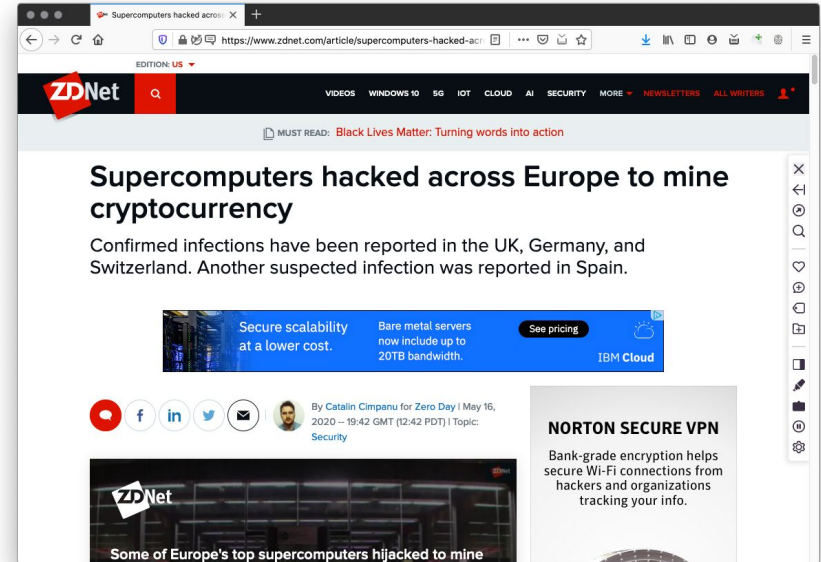 Supercomputers hacked across
https://www.zdnet.com/article/supercomputers-hacked-acr
EDITION: US
ZDNet
VIDEOS WINDOWS 10 5G IOT CLOUD AI SECURITY MORE NEWSLETTERS ALL WRITERS
MUST READ: Black Lives Matter: Turning words into action
Supercomputers hacked across Europe to mine
cryptocurrency
Confirmed infections have been reported in the UK, Germany, and
Switzerland. Another suspected infection was reported in Spain.
Secure scalability
at a lower cost.
Bare metal servers
now include up to
20TB bandwidth.
See pricing
IBM Cloud
f in
By Catalin Cimpanu for Zero Day | May 16,
2020 – 19:42 GMT (12:42 PDT) | Topic:
Security
NORTON SECURE VPN
Bank-grade encryption helps
secure Wi-Fi connections from
hackers and organizations
tracking your info.
ZDNet
ZDNet
Some of Europe's top supercomputers hijacked to mine